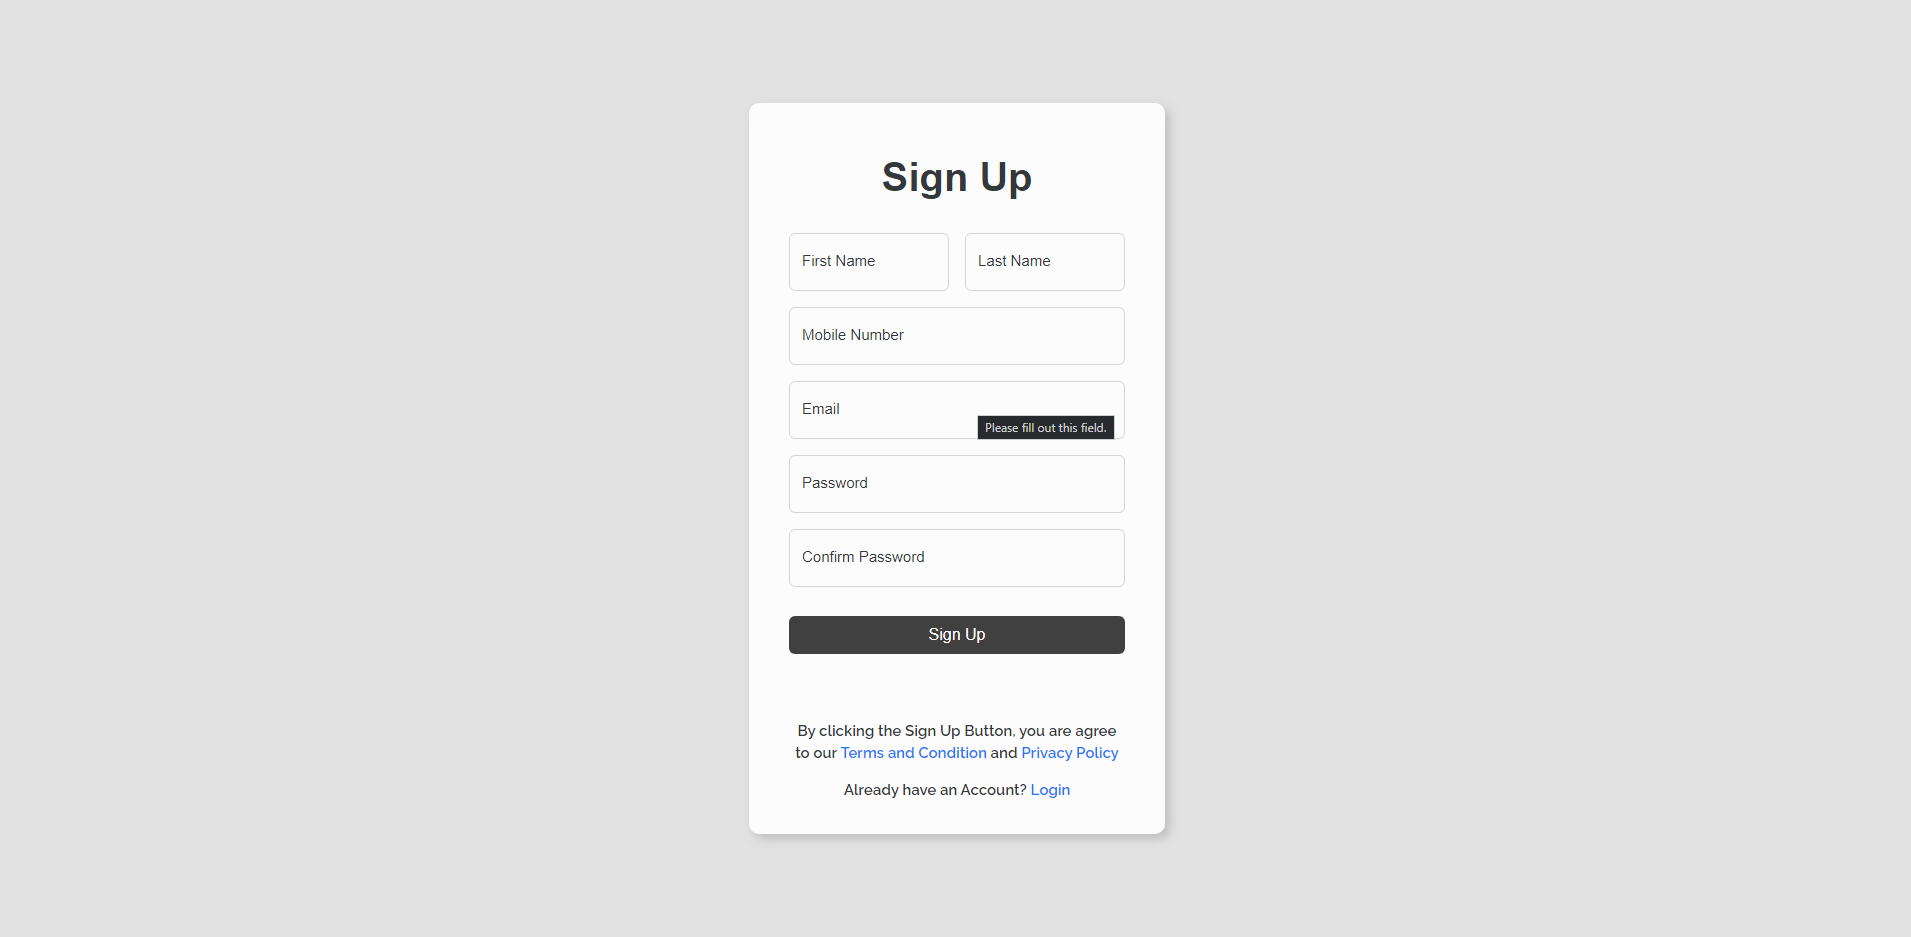 Sign Up
First Name
Last Name
Mobile Number
Email
Please fill out this field.
Password
Confirm Password
Sign Up
By clicking the Sign Up Button, you are agree
to our Terms and Condition and Privacy Policy
Already have an Account? Login